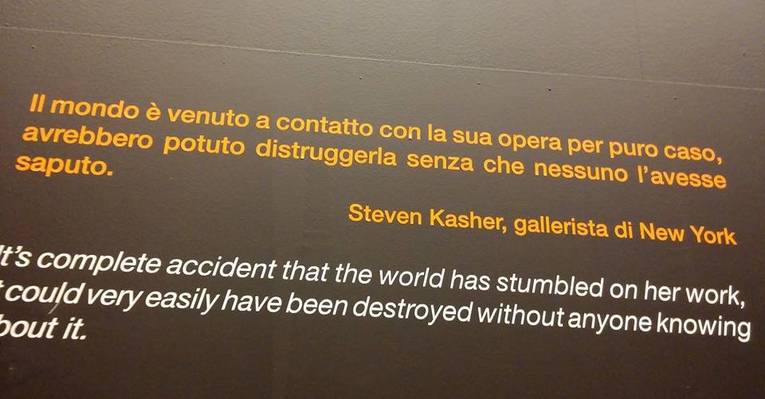 Il mondo è venuto a contatto con la sua opera per puro caso,
avrebbero potuto distruggerla senza che nessuno l'avesse
saputo.
Steven Kasher, gallerista di New York
It's complete accident that the world has stumbled on her work,
could very easily have been destroyed without anyone knowing
it.